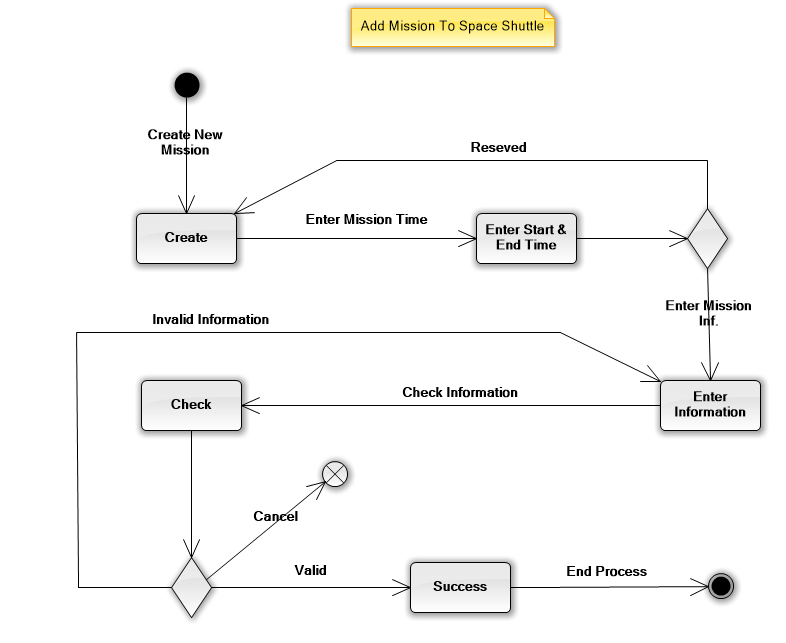 Add Mission To Space Shuttle
Create New
Mission
Reseved
Enter Mission Time
Create
Enter Start &
End Time
Enter Mission
Inf.
Invalid Information
Check Information
Check
Enter
Information
Cancel
Valid
Success
End Process